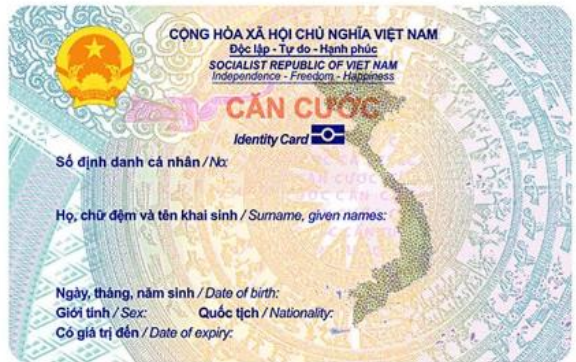 CỘNG HÒA XÃ HỘI CHỦ NGHĨA VIỆT NAM
Độc lập - Tự do - Hạnh phúc
SOCIALIST REPUBLIC OF VIET NAM
Independence - Freedom - Happiness
CĂN CƯỚC
Identity Card
Số định danh cá nhân / No:
Họ, chữ đệm và tên khai sinh / Surname, given names:
Ngày, tháng, năm sinh / Date of birth:
Giới tính / Sex: Quốc tịch / Nationality:
Có giá trị đến / Date of expiry: